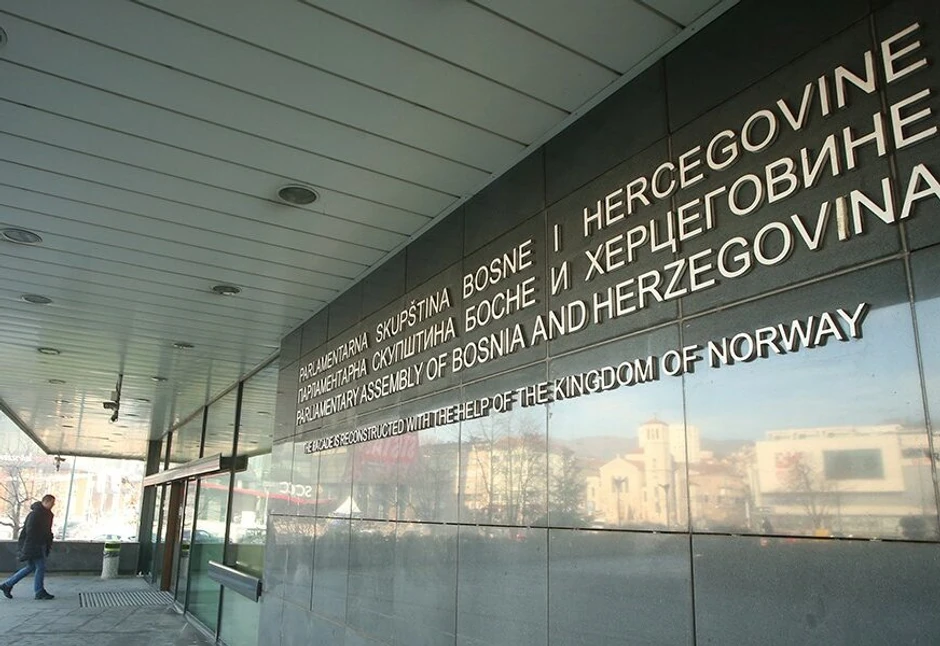 PARLAMENTARNA SKUPŠTINA BOSNE I HERCEGOVINE
ПАРЛАМЕНТАРНА СКУПШТИНА БОСНЕ И ХЕРЦЕГОВИНЕ
PARLIAMENTARY ASSEMBLY OF BOSNIA AND HERZEGOVINA
THE FACADE IS RECONSTRUCTED WITH THE HELP OF THE KINGDOM OF NORWAY